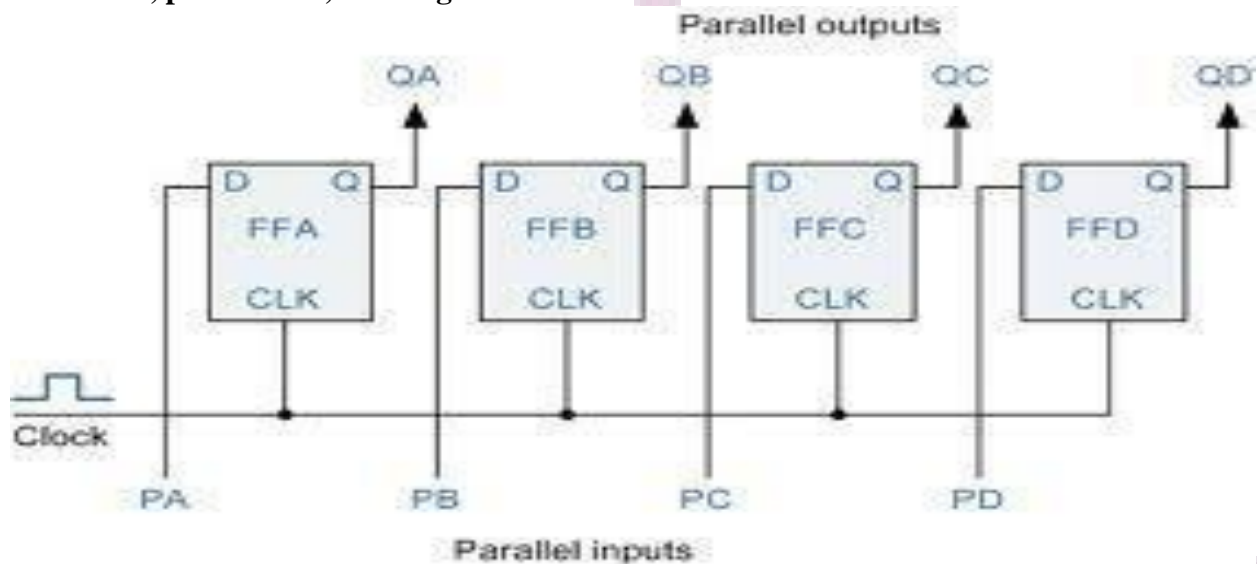 Parallel outputs
QA QB QC QD
D Q D Q D Q D Q
FFA FFB FFC FFD
CLK CLK CLK CLK
Clock
PA PB PC PD
Parallel inputs